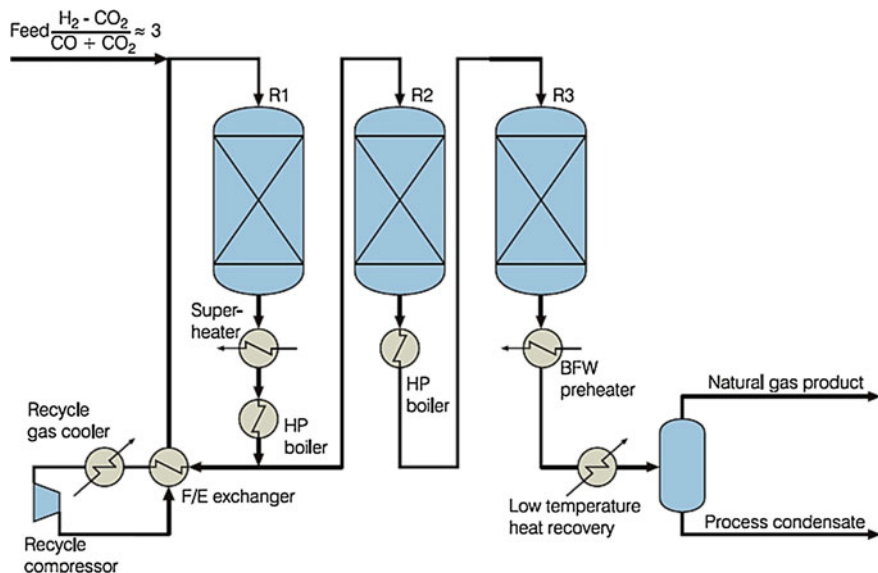 Feed H₂ - CO₂ / CO ÷ CO₂ ≈ 3
R1
R2
R3
Super-
heater
HP
boiler
HP
boiler
BFW
preheater
Natural gas product
Recycle
gas cooler
F/E exchanger
Recycle
compressor
Low temperature
heat recovery
Process condensate